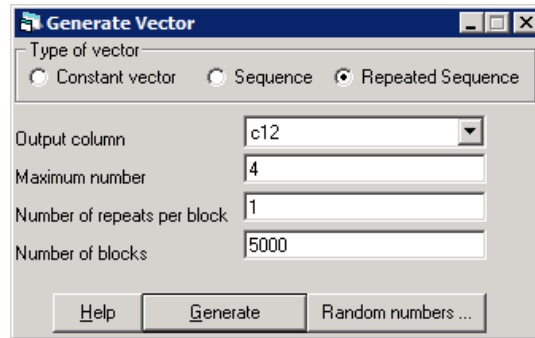 Generate Vector
Type of vector
Constant vector Sequence Repeated Sequence
Output column c12
Maximum number 4
Number of repeats per block 1
Number of blocks 5000
Help Generate Random numbers ...